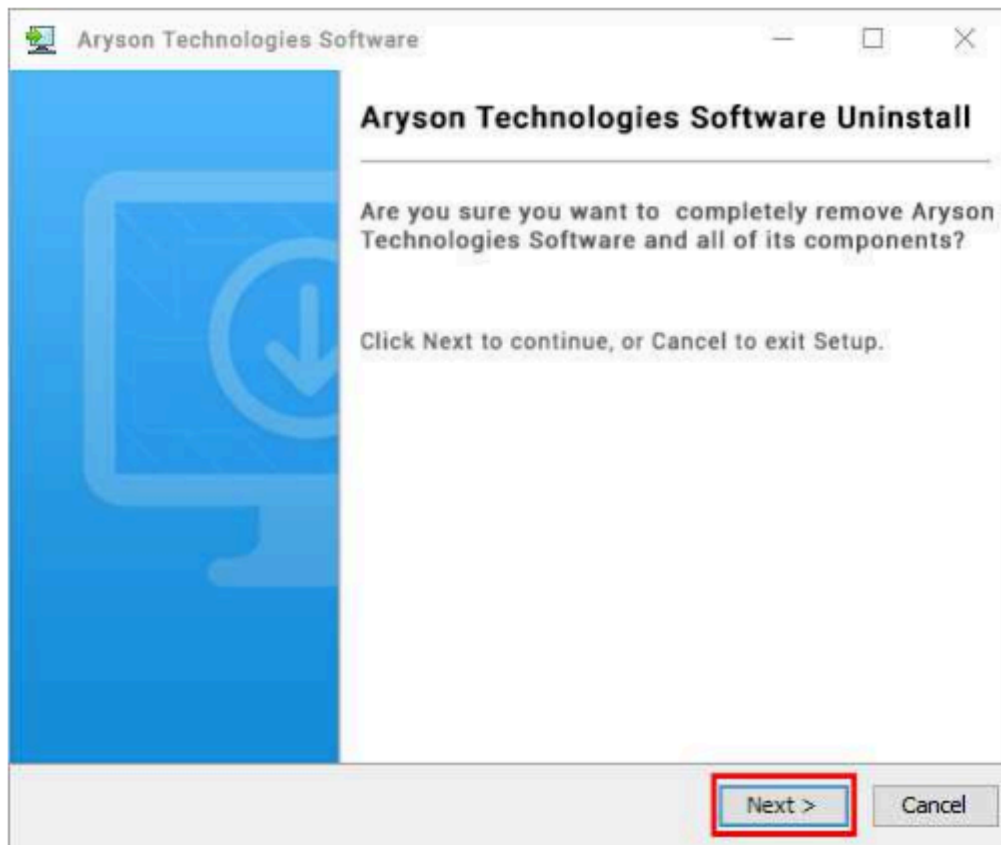 Aryson Technologies Software
Aryson Technologies Software Uninstall
Are you sure you want to completely remove Aryson
Technologies Software and all of its components?
Click Next to continue, or Cancel to exit Setup.
Next >
Cancel